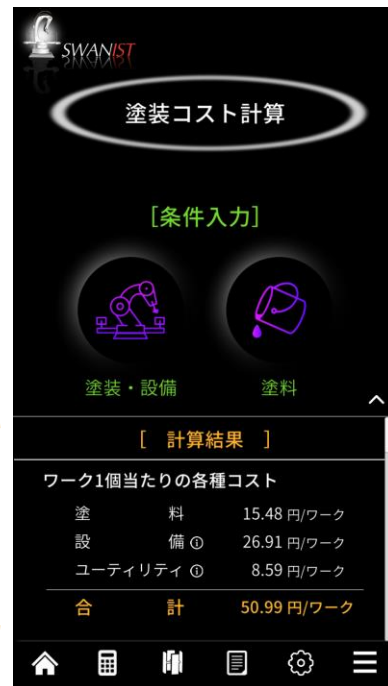 SWANIST
塗装コスト計算
[条件入力]
塗装・設備 塗料
[ 計算結果 ]
ワーク1個当たりの各種コスト
塗料 15.48 円/ワーク
設備 ⓘ 26.91 円/ワーク
ユーティリティ ⓘ 8.59 円/ワーク
合計 50.99 円/ワーク